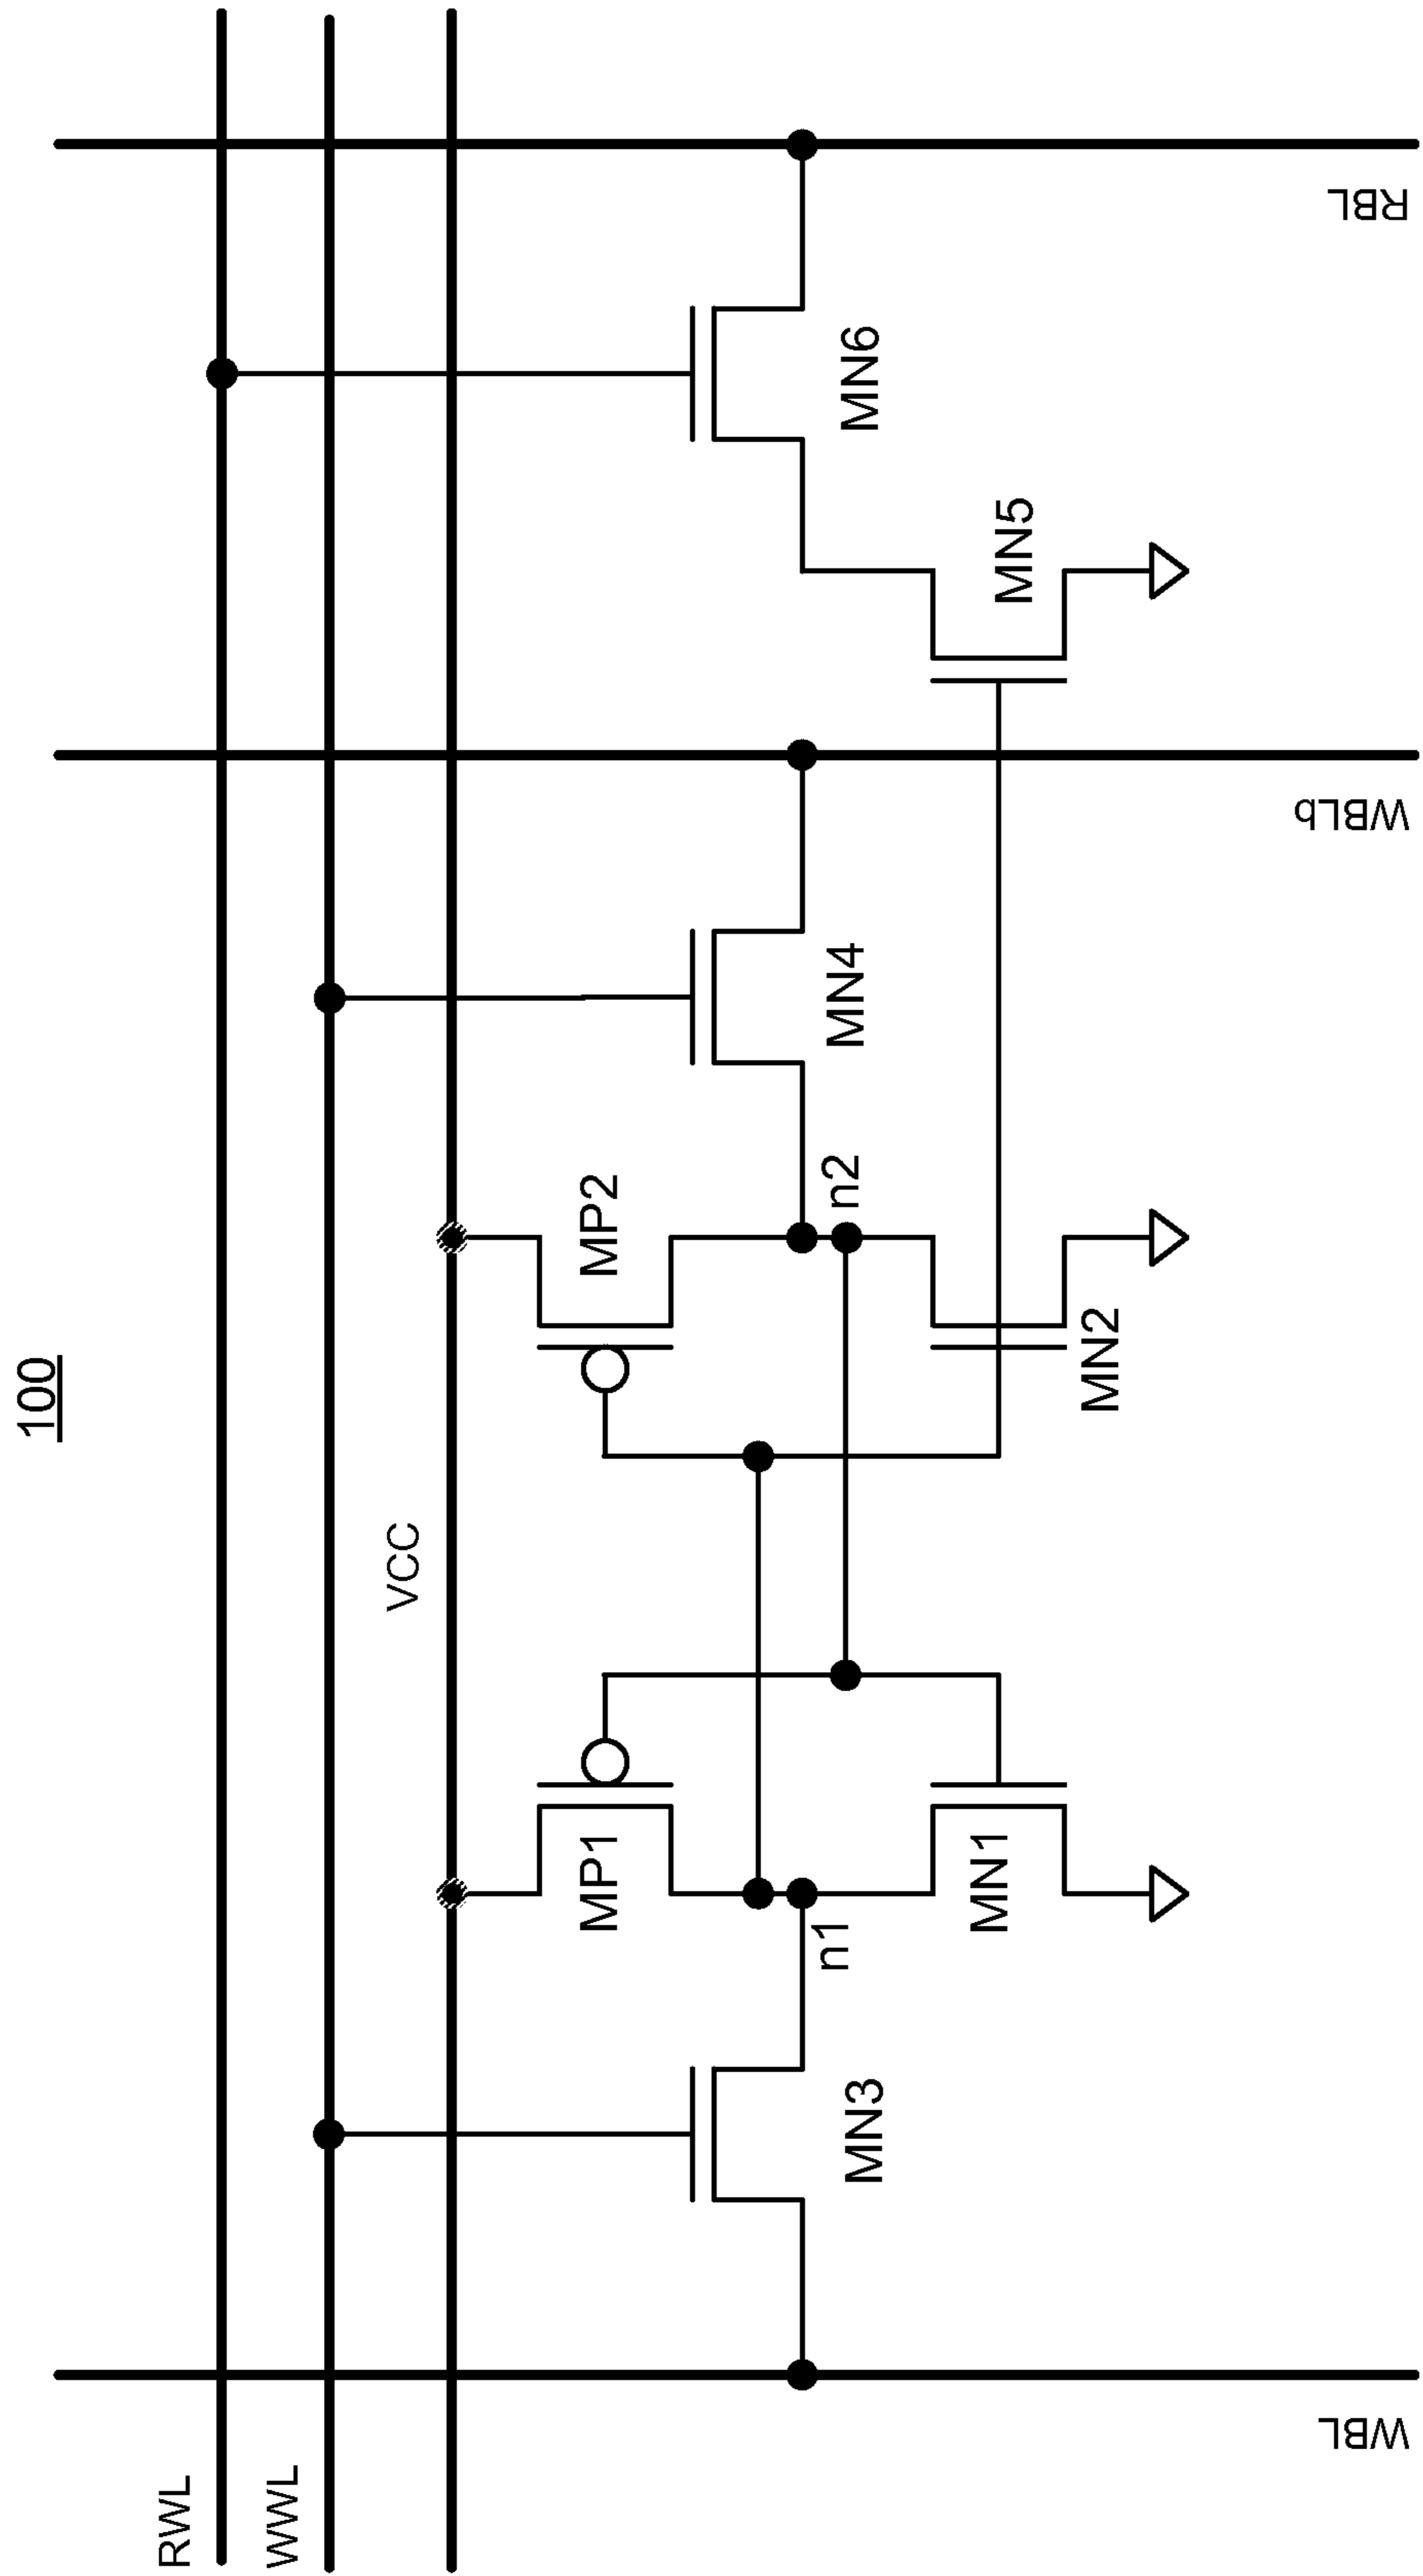 100
RWL
WWL
VCC
MP1
MP2
MN3
n1
n2
MN4
MN6
MN1
MN2
MN5
WBL
WBLb
RBL